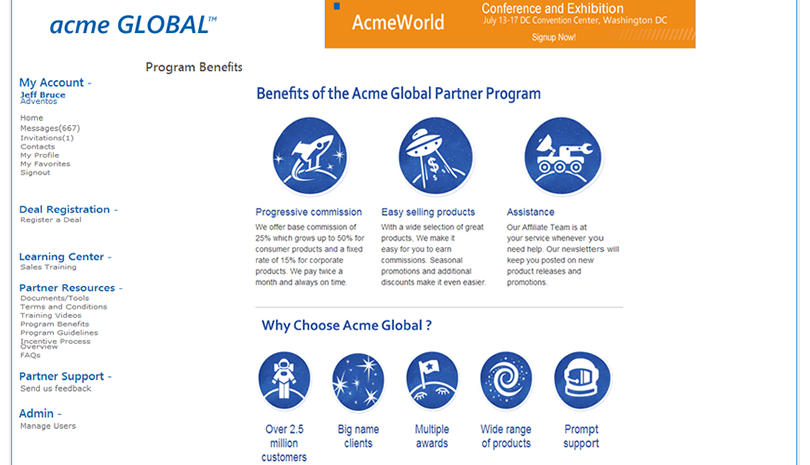 acme GLOBAL™
AcmeWorld
Conference and Exhibition
July 13-17 DC Convention Center, Washington DC
Signup Now!
My Account -
Jeff Bruce
Adventos
Home
Messages(667)
Invitations(1)
Contacts
My Profile
My Favorites
Signout
Deal Registration -
Register a Deal
Learning Center -
Sales Training
Partner Resources -
Documents/Tools
Terms and Conditions
Training Videos
Program Benefits
Program Guidelines
Incentive Process
Overview
FAQs
Partner Support -
Send us feedback
Admin -
Manage Users
Program Benefits
Benefits of the Acme Global Partner Program
$
$
$
Progressive commission
We offer base commission of
25% which grows up to 50% for
consumer products and a fixed
rate of 15% for corporate
products. We pay twice a
month and always on time.
Easy selling products
With a wide selection of great
products, We make it
easy for you to earn
commissions. Seasonal
promotions and additional
discounts make it even easier.
Assistance
Our Affiliate Team is at
your service whenever you
need help. Our newsletters will
keep you posted on new
product releases and
promotions.
Why Choose Acme Global ?
Over 2.5
million
customers
Big name
clients
Multiple
awards
Wide range
of products
Prompt
support